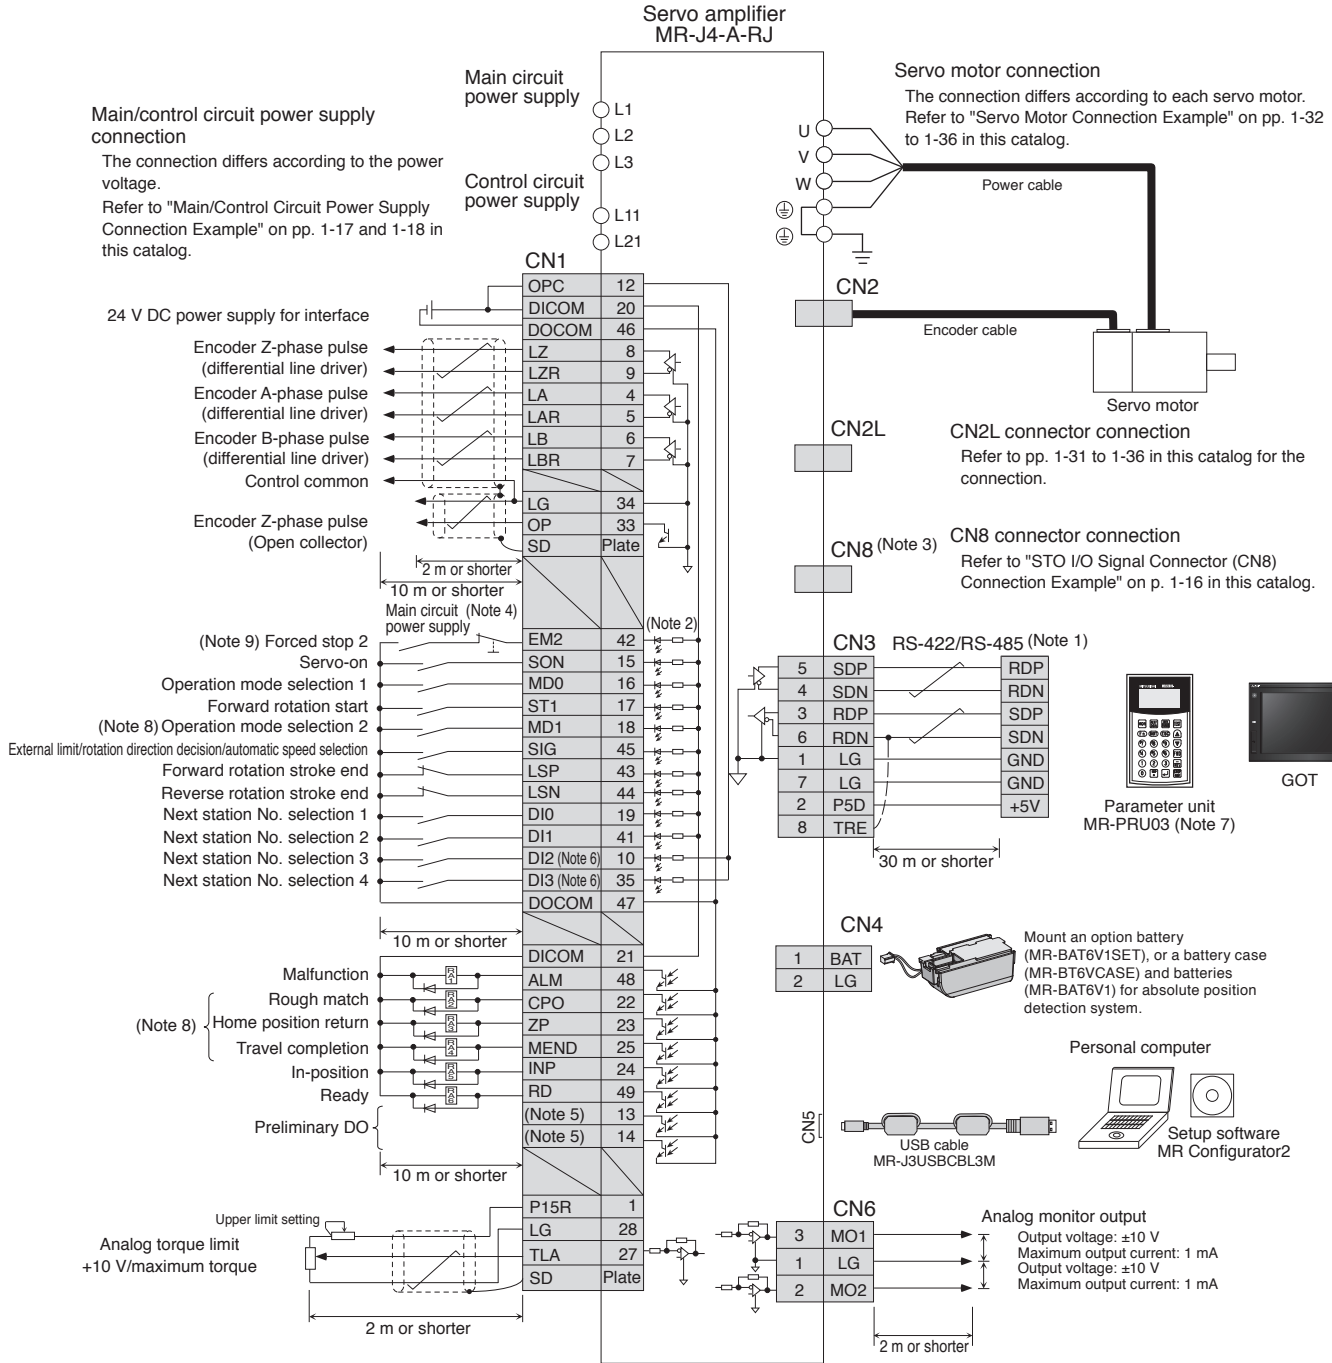 Servo amplifier
MR-J4-A-RJ
Main circuit
power supply
L1
L2
L3
Control circuit
power supply
L11
L21
Main/control circuit power supply
connection
The connection differs according to the power
voltage.
Refer to "Main/Control Circuit Power Supply
Connection Example" on pp. 1-17 and 1-18 in
this catalog.
Servo motor connection
The connection differs according to each servo motor.
Refer to "Servo Motor Connection Example" on pp. 1-32
to 1-36 in this catalog.
U
V
W
Power cable
CN2
Encoder cable
Servo motor
CN2L
CN2L connector connection
Refer to pp. 1-31 to 1-36 in this catalog for the
connection.
CN8 (Note 3)
CN8 connector connection
Refer to "STO I/O Signal Connector (CN8)
Connection Example" on p. 1-16 in this catalog.
CN1
OPC 12
DICOM 20
DOCOM 46
24 V DC power supply for interface
Encoder Z-phase pulse
(differential line driver)
LZ 8
LZR 9
Encoder A-phase pulse
(differential line driver)
LA 4
LAR 5
Encoder B-phase pulse
(differential line driver)
LB 6
LBR 7
Control common
LG 34
Encoder Z-phase pulse
(Open collector)
OP 33
SD Plate
2 m or shorter
10 m or shorter
Main circuit (Note 4)
power supply
(Note 2)
(Note 9) Forced stop 2 EM2 42
Servo-on SON 15
Operation mode selection 1 MD0 16
Forward rotation start ST1 17
(Note 8) Operation mode selection 2 MD1 18
External limit/rotation direction decision/automatic speed selection SIG 45
Forward rotation stroke end LSP 43
Reverse rotation stroke end LSN 44
Next station No. selection 1 DI0 19
Next station No. selection 2 DI1 41
Next station No. selection 3 DI2 (Note 6) 10
Next station No. selection 4 DI3 (Note 6) 35
DOCOM 47
10 m or shorter
DICOM 21
Malfunction RA1 ALM 48
Rough match RA2 CPO 22
(Note 8) Home position return RA3 ZP 23
Travel completion RA4 MEND 25
In-position RA5 INP 24
Ready RA6 RD 49
Preliminary DO
(Note 5) 13
(Note 5) 14
10 m or shorter
P15R 1
Upper limit setting
LG 28
Analog torque limit
+10 V/maximum torque
TLA 27
SD Plate
2 m or shorter
CN3 RS-422/RS-485 (Note 1)
5 SDP RDP
4 SDN RDN
3 RDP SDP
6 RDN SDN
1 LG GND
7 LG GND
2 P5D +5V
8 TRE
30 m or shorter
Parameter unit
MR-PRU03 (Note 7)
GOT
CN4
1 BAT
2 LG
Mount an option battery
(MR-BAT6V1SET), or a battery case
(MR-BT6VCASE) and batteries
(MR-BAT6V1) for absolute position
detection system.
Personal computer
CN5
USB cable
MR-J3USBCBL3M
Setup software
MR Configurator2
CN6
3 MO1
1 LG
2 MO2
Analog monitor output
Output voltage: ±10 V
Maximum output current: 1 mA
Output voltage: ±10 V
Maximum output current: 1 mA
2 m or shorter